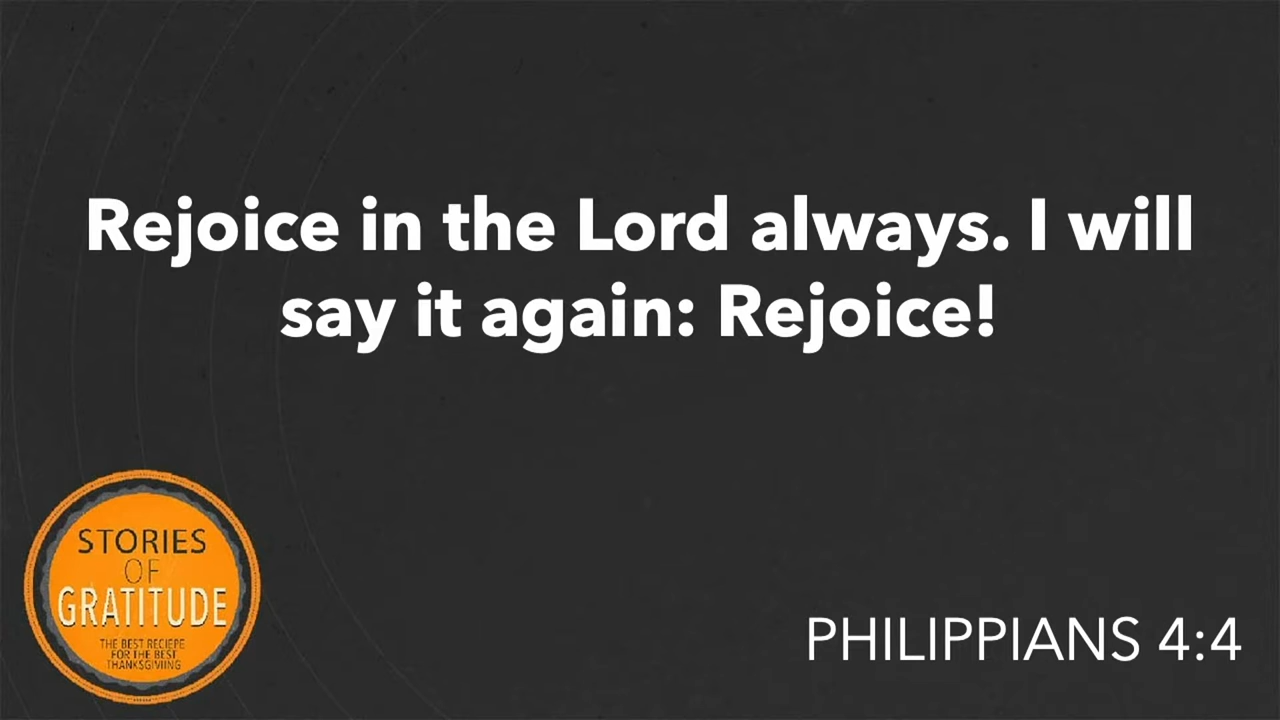 Rejoice in the Lord always. I will
say it again: Rejoice!
STORIES
OF
GRATITUDE
THE BEST RECIEPE
FOR THE BEST
THANKSGIVING
PHILIPPIANS 4:4